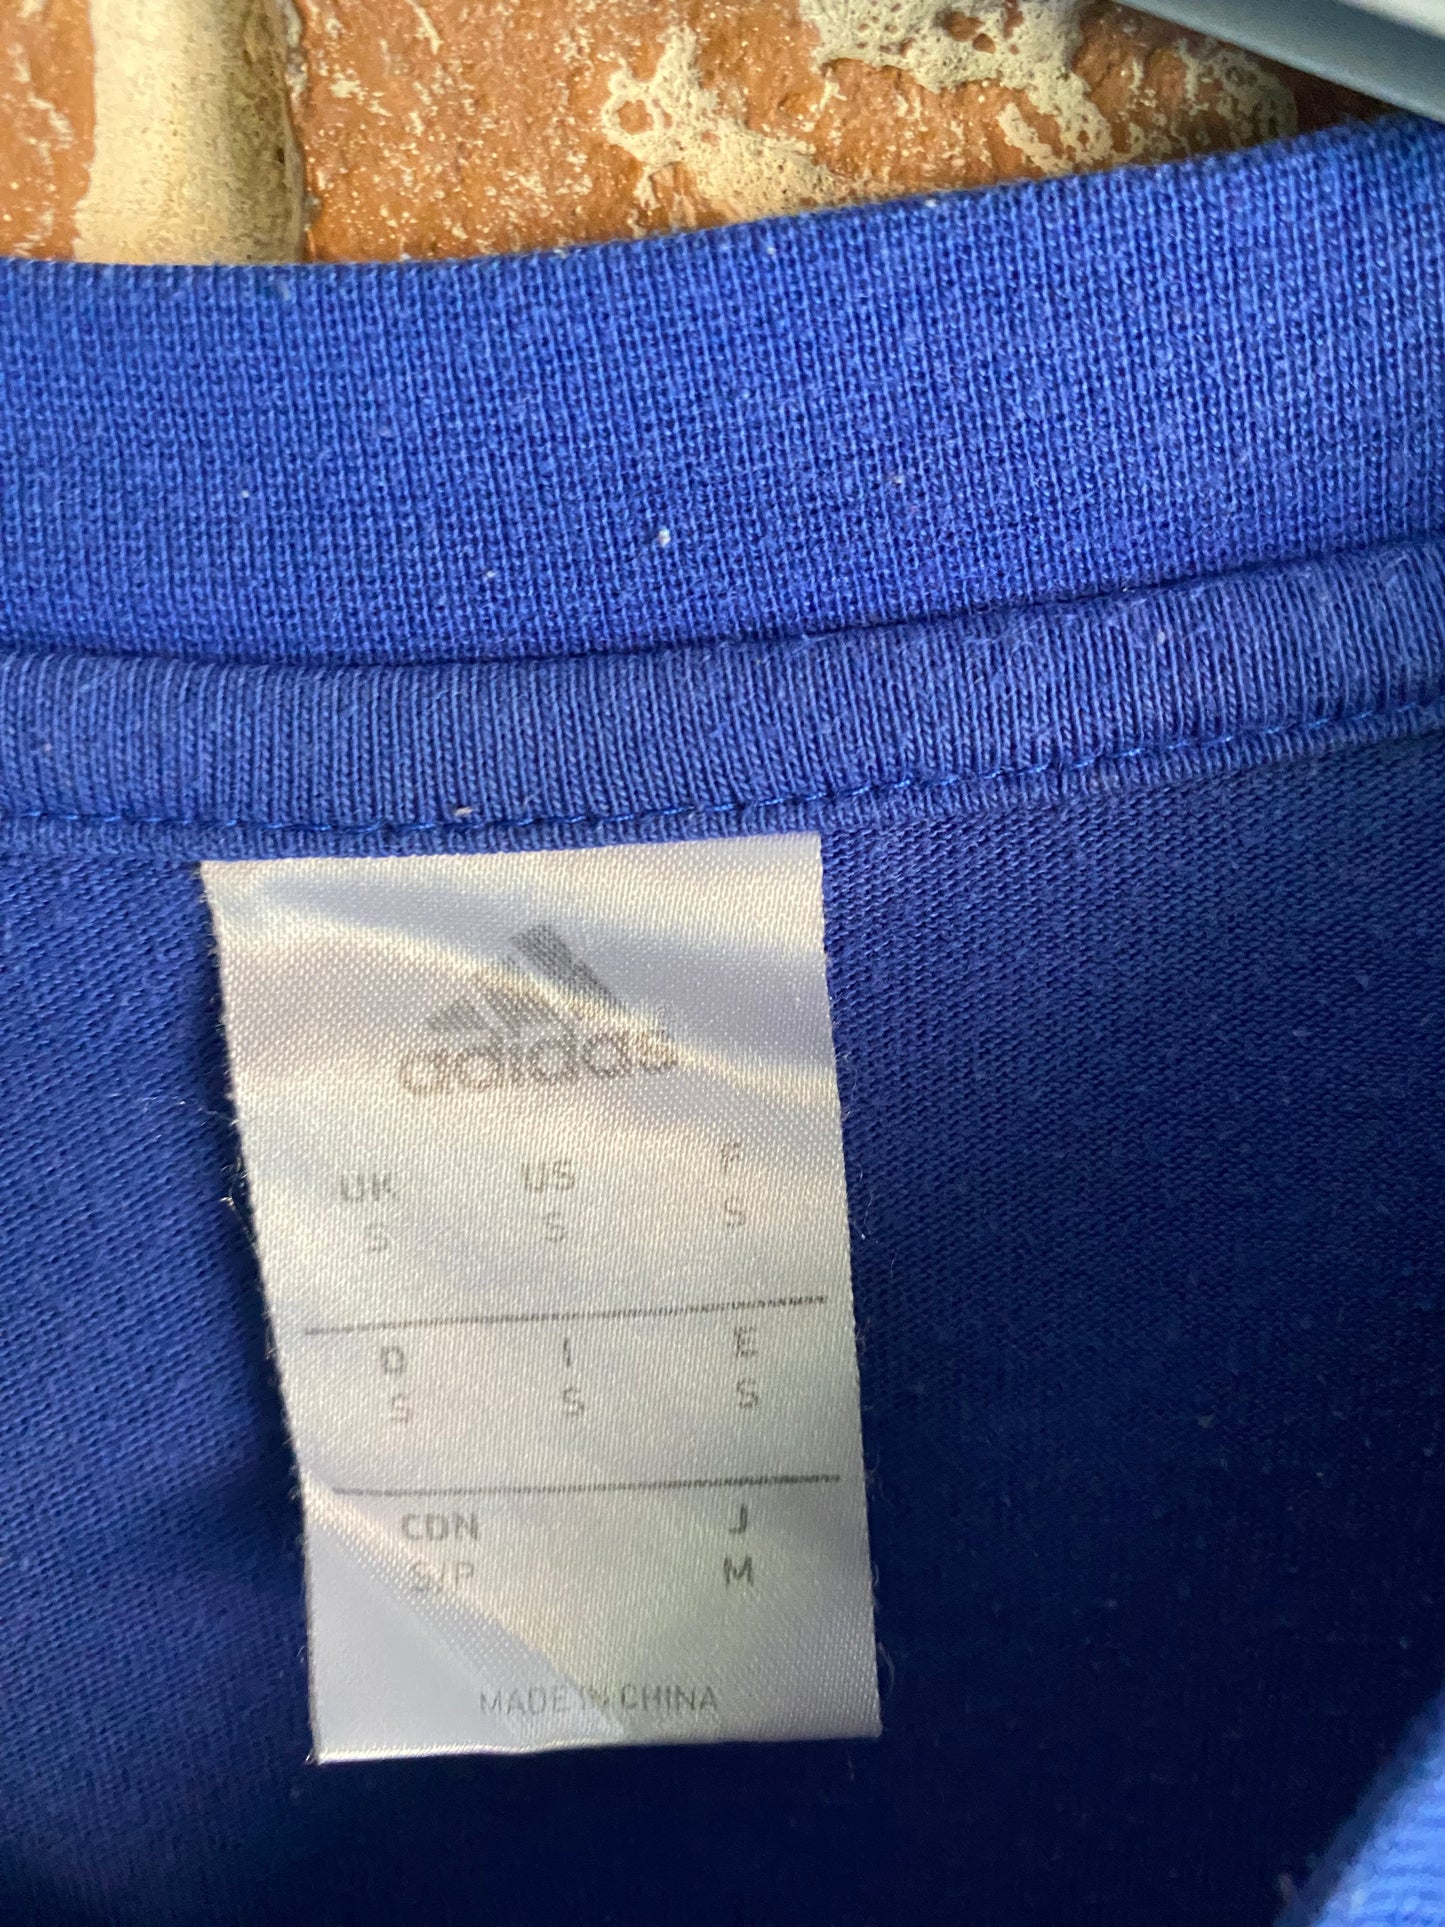 adidas
UK US F
S S S
D I E
S S S
CDN J
S/P M
MADE IN CHINA